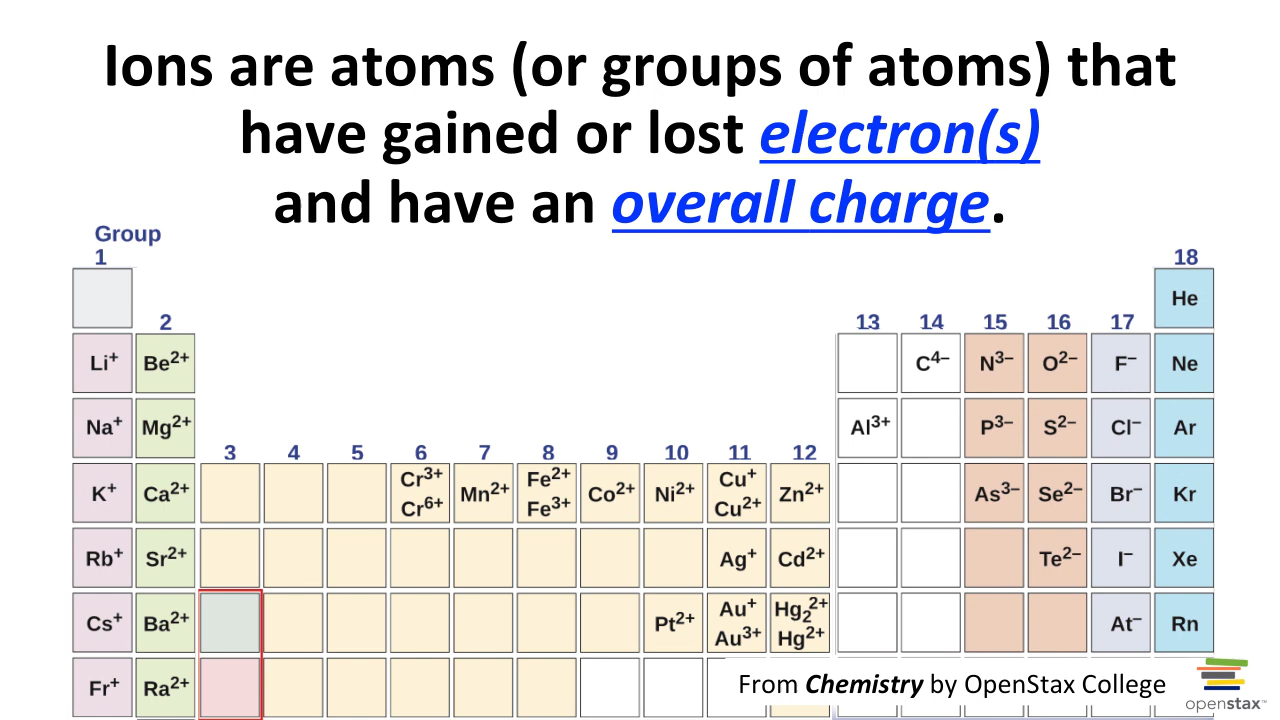 Ions are atoms (or groups of atoms) that
have gained or lost electron(s)
and have an overall charge.
Group
1 18
2 13 14 15 16 17
He
Li⁺ Be²⁺ C⁴⁻ N³⁻ O²⁻ F⁻ Ne
Na⁺ Mg²⁺ Al³⁺ P³⁻ S²⁻ Cl⁻ Ar
3 4 5 6 7 8 9 10 11 12
K⁺ Ca²⁺ Cr³⁺ Cr⁶⁺ Mn²⁺ Fe²⁺ Fe³⁺ Co²⁺ Ni²⁺ Cu⁺ Cu²⁺ Zn²⁺ As³⁻ Se²⁻ Br⁻ Kr
Rb⁺ Sr²⁺ Ag⁺ Cd²⁺ Te²⁻ I⁻ Xe
Cs⁺ Ba²⁺ Pt²⁺ Au⁺ Au³⁺ Hg₂²⁺ Hg²⁺ At⁻ Rn
Fr⁺ Ra²⁺
From Chemistry by OpenStax College
openstax™